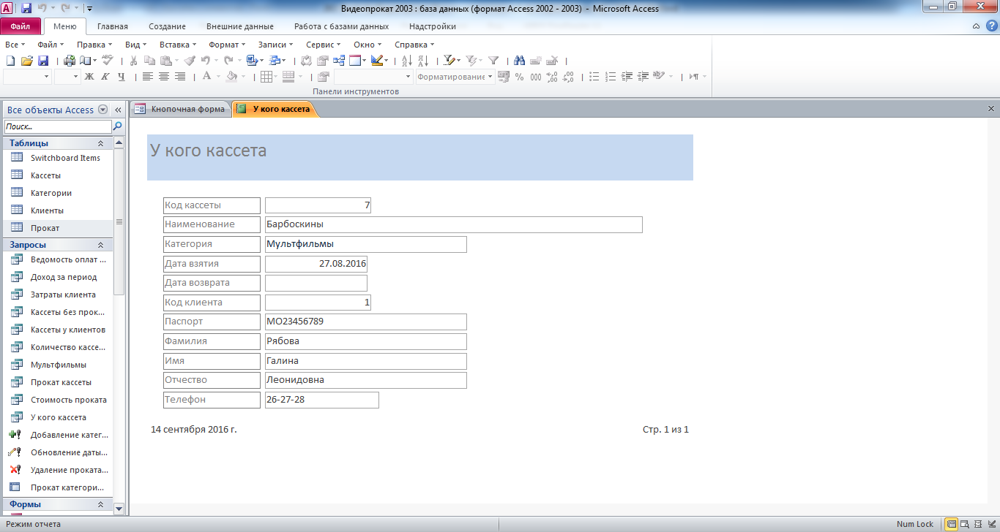 Видеопрокат 2003 : база данных (формат Access 2002 - 2003) - Microsoft Access
Файл Меню Главная Создание Внешние данные Работа с базами данных Надстройки
Все Файл Правка Вид Вставка Формат Записи Сервис Окно Справка
Ж К Ч Форматирование % 000
Панели инструментов
Все объекты Access
Поиск...
Таблицы
Switchboard Items
Кассеты
Категории
Клиенты
Прокат
Запросы
Ведомость оплат ...
Доход за период
Затраты клиента
Кассеты без прок...
Кассеты у клиентов
Количество кассе...
Мультфильмы
Прокат кассеты
Стоимость проката
У кого кассета
Добавление катег...
Обновление даты...
Удаление проката...
Прокат категори...
Формы
Кнопочная форма У кого кассета
У кого кассета
Код кассеты 7
Наименование Барбоскины
Категория Мультфильмы
Дата взятия 27.08.2016
Дата возврата
Код клиента 1
Паспорт МО23456789
Фамилия Рябова
Имя Галина
Отчество Леонидовна
Телефон 26-27-28
14 сентября 2016 г. Стр. 1 из 1
Режим отчета Num Lock